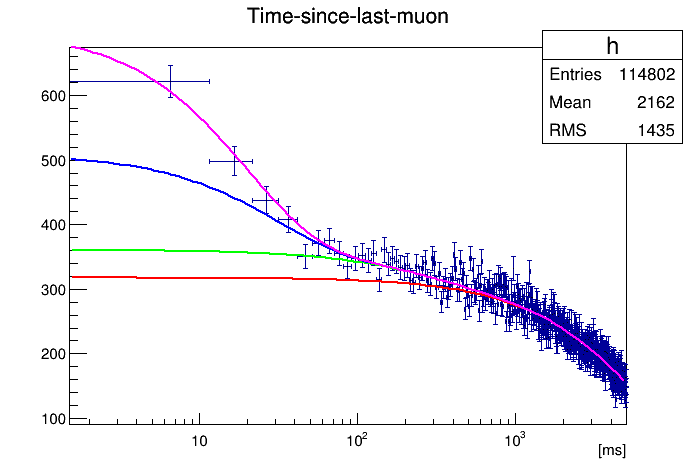 Time-since-last-muon
h
Entries 114802
Mean 2162
RMS 1435
600
500
400
300
200
100
10
10²
10³
[ms]